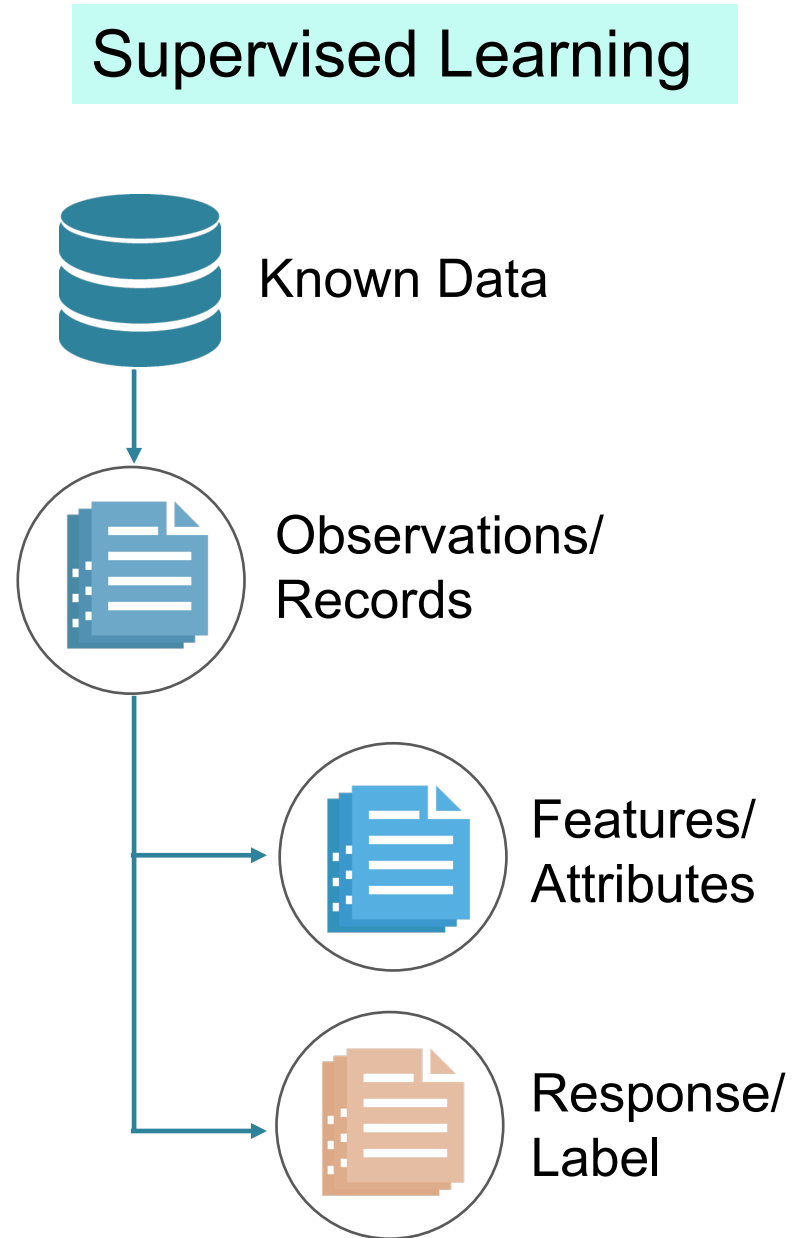 Supervised Learning
Known Data
Observations/
Records
Features/
Attributes
Response/
Label